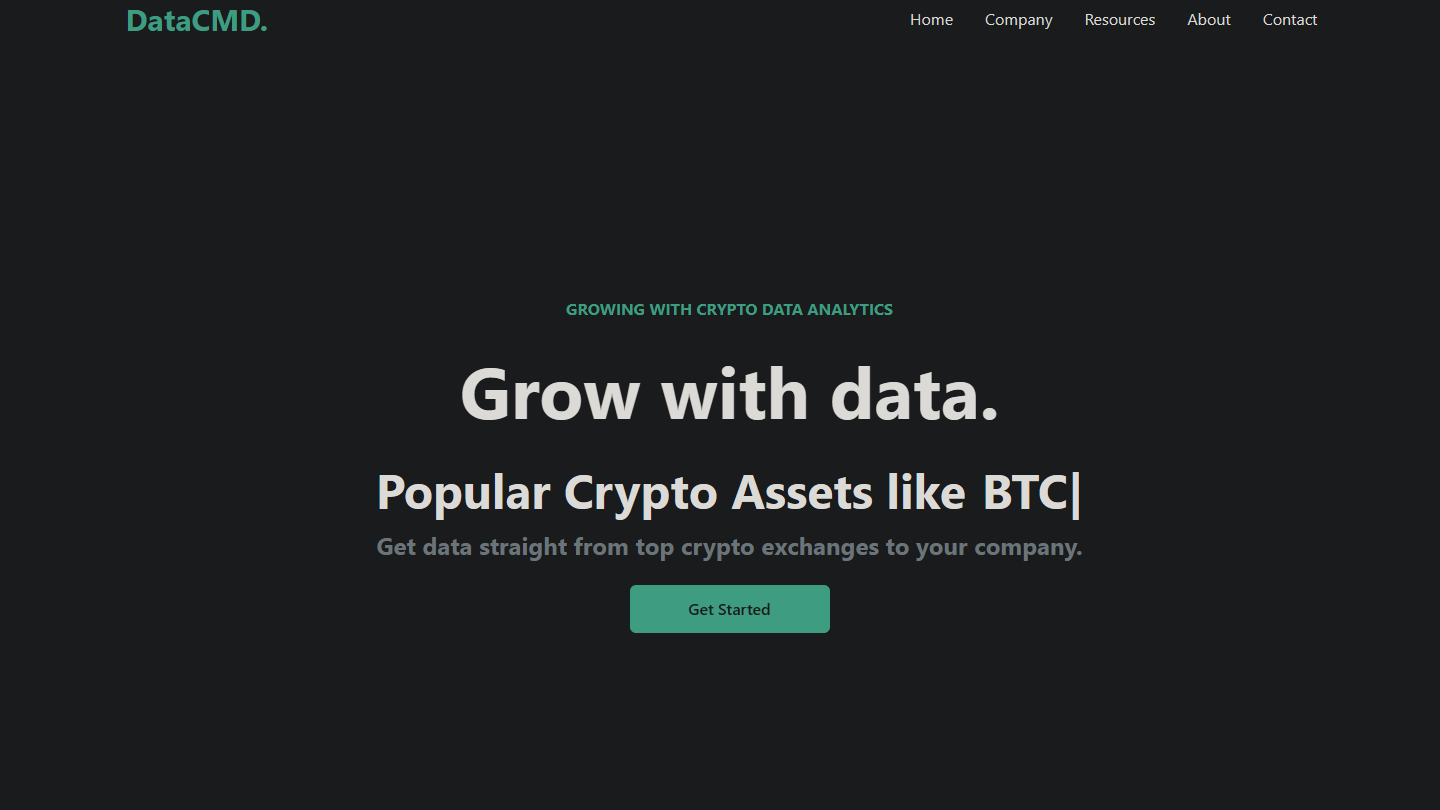 DataCMD.
Home Company Resources About Contact
GROWING WITH CRYPTO DATA ANALYTICS
Grow with data.
Popular Crypto Assets like BTC|
Get data straight from top crypto exchanges to your company.
Get Started